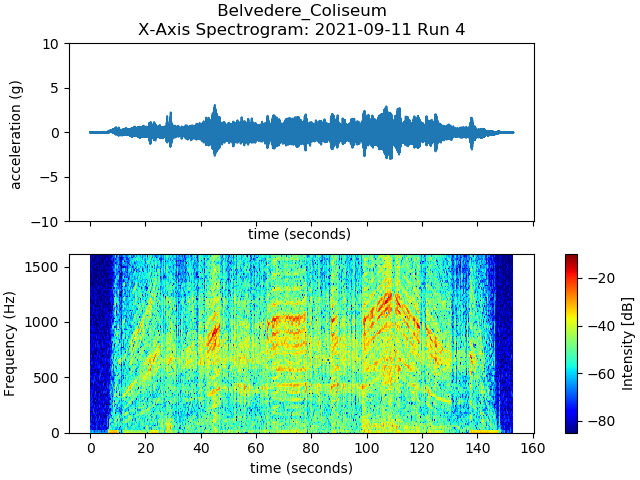 Belvedere_Coliseum
X-Axis Spectrogram: 2021-09-11 Run 4
10
5
0
−5
−10
acceleration (g)
time (seconds)
1500
1000
500
0
Frequency (Hz)
0 20 40 60 80 100 120 140 160
time (seconds)
−20
−40
−60
−80
Intensity [dB]